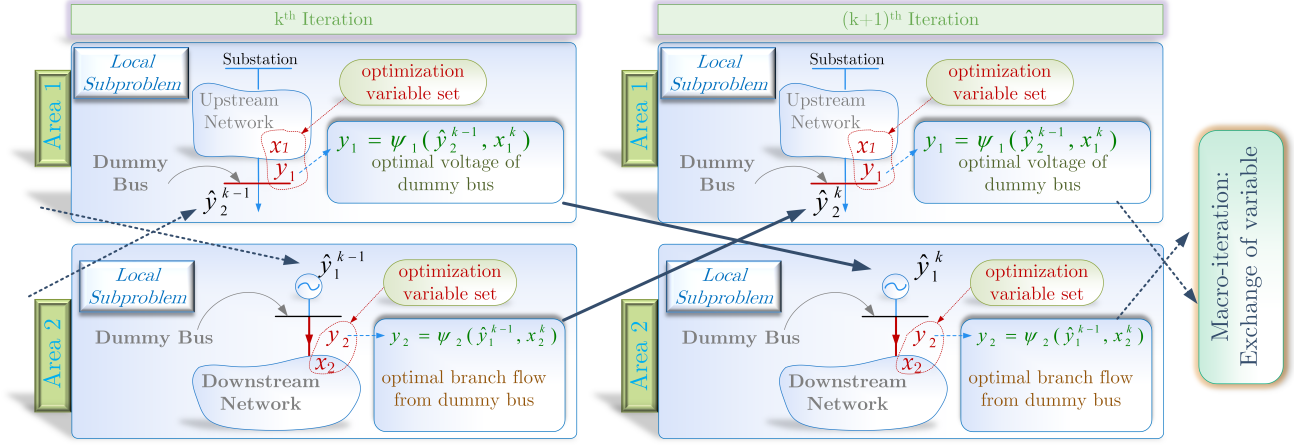 kᵗʰ Iteration
(k+1)ᵗʰ Iteration
Area 1
Local
Subproblem
Substation
Upstream
Network
optimization
variable set
x₁
y₁
Dummy
Bus
ŷ₂ᵏ⁻¹
y₁ = ψ₁(ŷ₂ᵏ⁻¹, x₁ᵏ)
optimal voltage of
dummy bus
Area 1
Local
Subproblem
Substation
Upstream
Network
optimization
variable set
x₁
y₁
Dummy
Bus
ŷ₂ᵏ
y₁ = ψ₁(ŷ₂ᵏ⁻¹, x₁ᵏ)
optimal voltage of
dummy bus
Area 2
Local
Subproblem
ŷ₁ᵏ⁻¹
optimization
variable set
Dummy Bus
y₂
x₂
Downstream
Network
y₂ = ψ₂(ŷ₁ᵏ⁻¹, x₂ᵏ)
optimal branch flow
from dummy bus
Area 2
Local
Subproblem
ŷ₁ᵏ
optimization
variable set
Dummy Bus
y₂
x₂
Downstream
Network
y₂ = ψ₂(ŷ₁ᵏ⁻¹, x₂ᵏ)
optimal branch flow
from dummy bus
Macro-iteration:
Exchange of variable